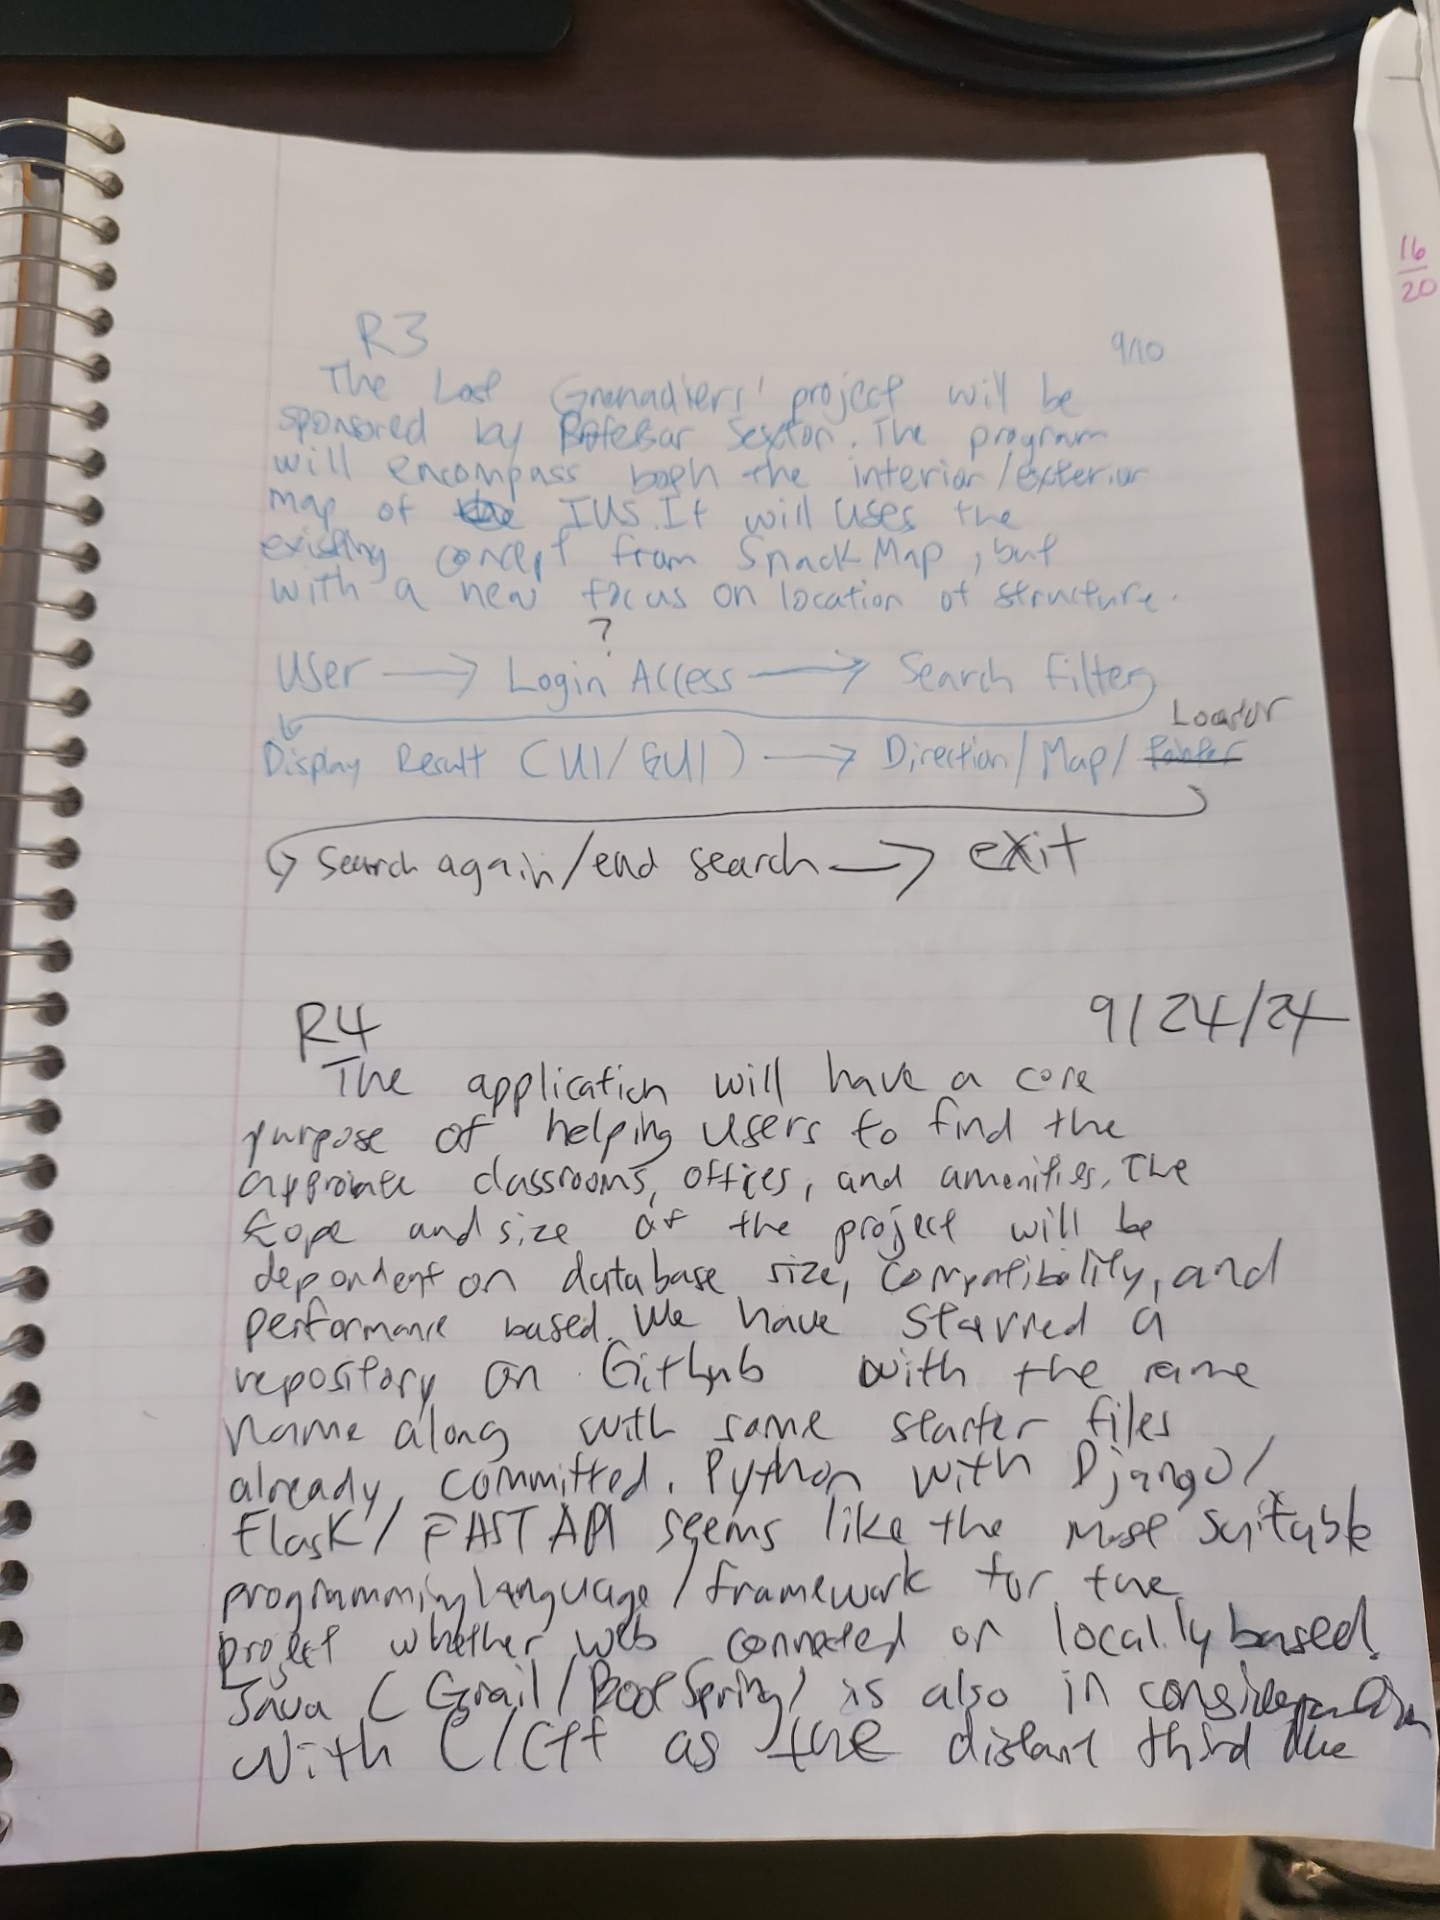 R3
9/10
The Lost Grenadiers' project will be
sponsored by Sexton. The program
will encompass both the interior/exterior
map of IUS. It will uses the
existing concept from SnackMap, but
with a new focus on location of structure.
?
User → Login Access → Search Filter
Locator
Display Result (UI/GUI) → Direction/Map/Pointer
Search again/end search → exit
R4
9/24/24
The application will have a core
purpose of helping users to find the
classrooms, offices, and amenities. The
scope and size of the project will be
dependent on database size, compatibility, and
performance based. We have started a
repository on Github with the same
name along with some starter files
already committed. Python with Django/
Flask/FAST API seems like the most suitable
programming language/framework for the
project whether web connected or locally based.
Java (Grail/Boot Spring) is also in consideration
with C/C++ as the distant third due
16
20